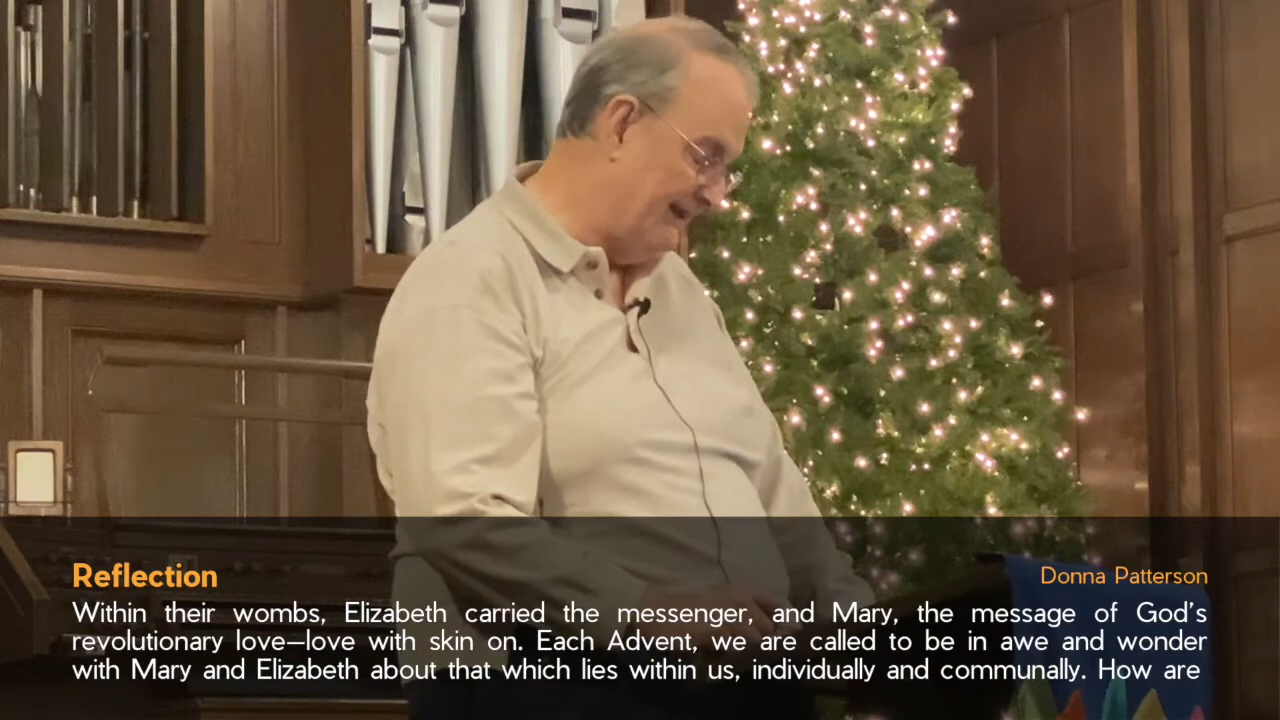 Reflection
Donna Patterson
Within their wombs, Elizabeth carried the messenger, and Mary, the message of God's
revolutionary love—love with skin on. Each Advent, we are called to be in awe and wonder
with Mary and Elizabeth about that which lies within us, individually and communally. How are